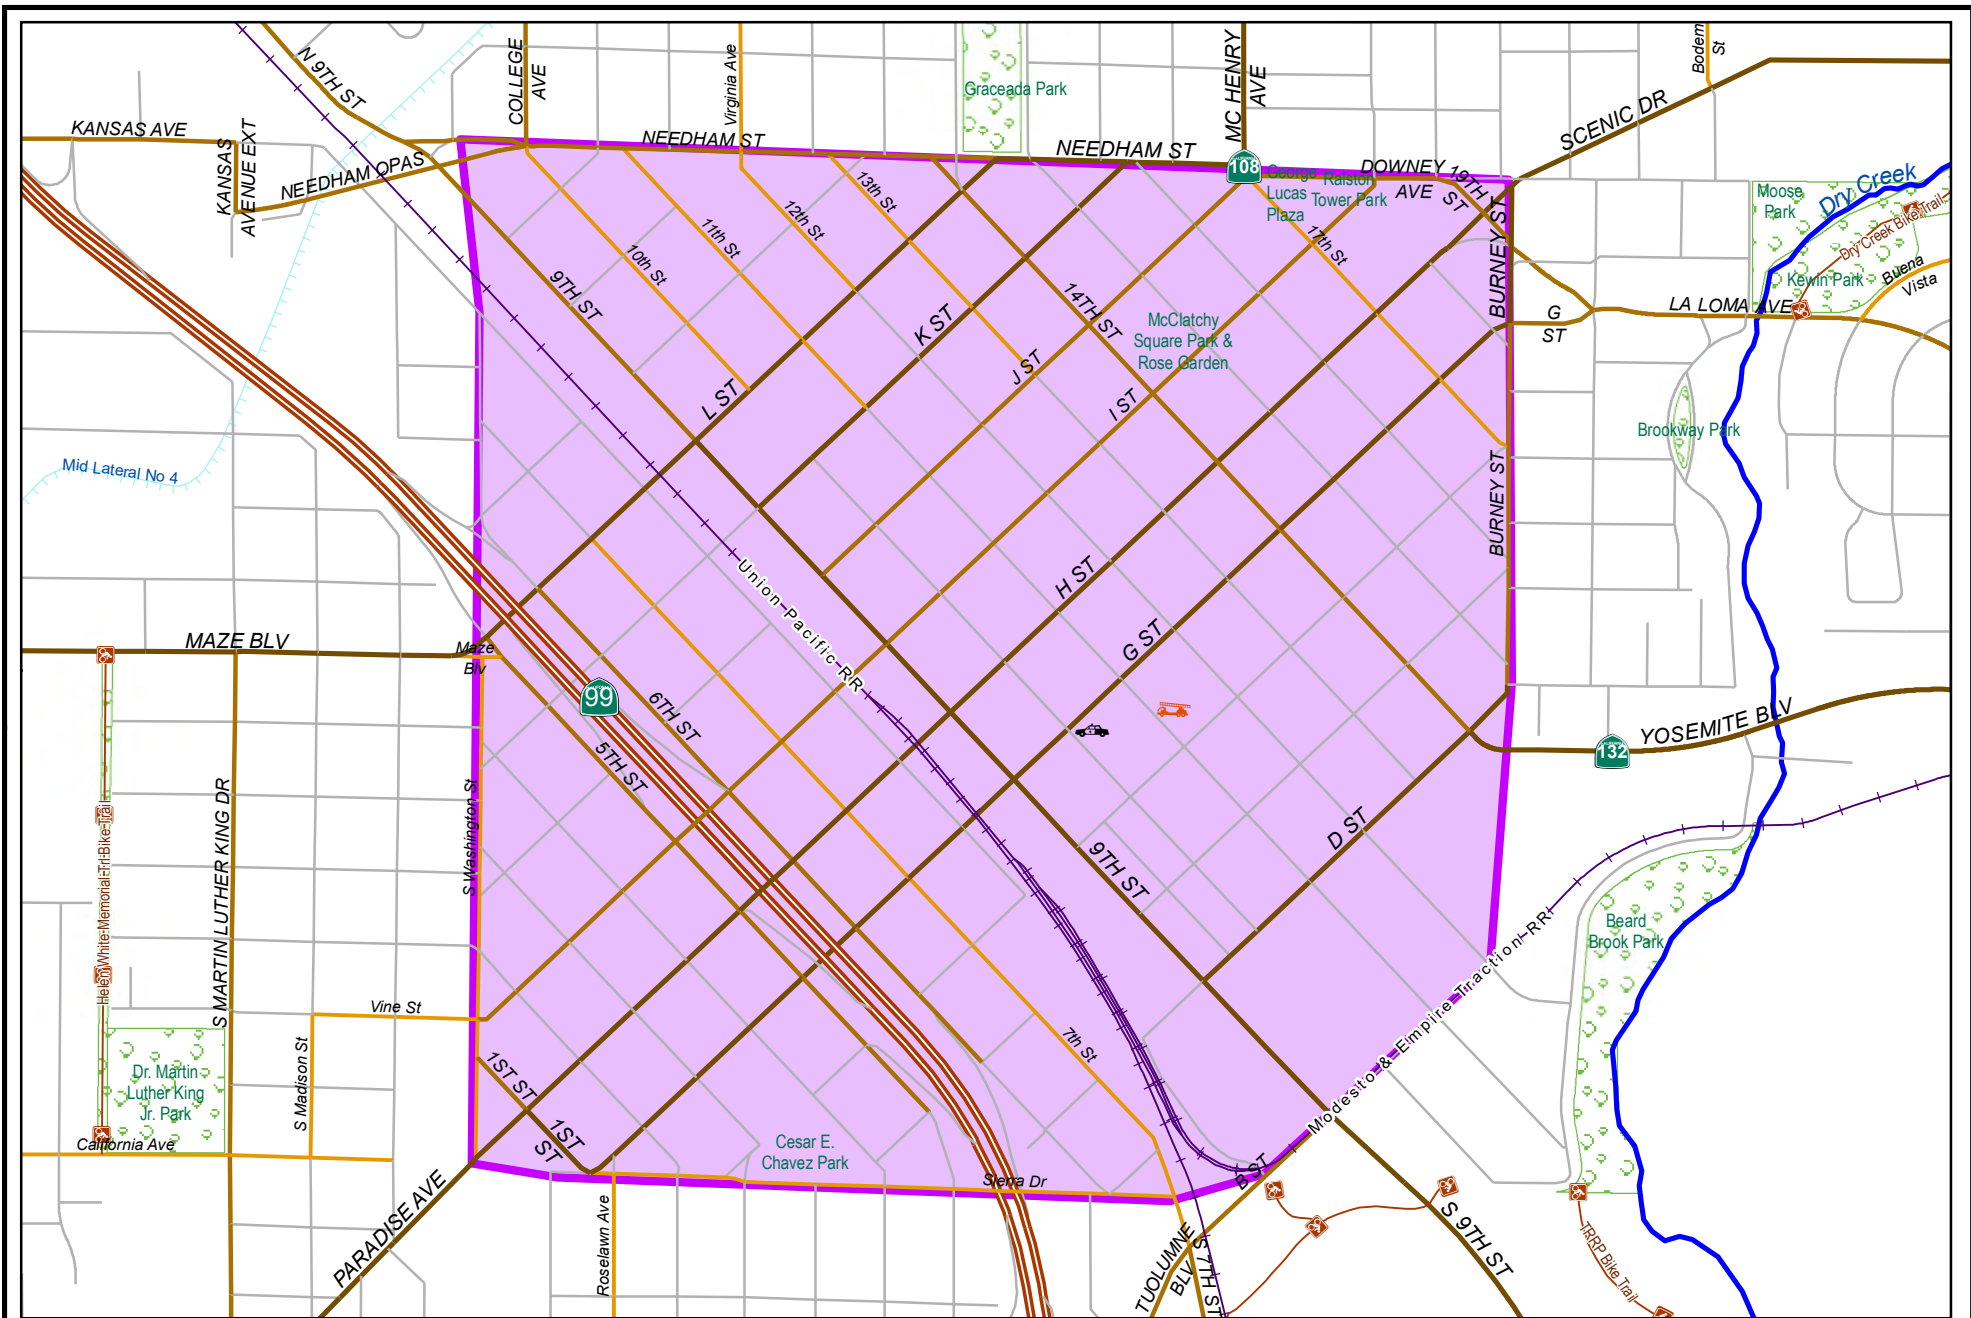 N 9TH ST
COLLEGE
AVE
Virginia Ave
Graceada Park
MC HENRY
AVE
Bodem
St
KANSAS AVE
KANSAS
AVENUE EXT
NEEDHAM OPAS
NEEDHAM ST
NEEDHAM ST
108
George
Lucas
Plaza
Ralston
Tower Park
DOWNEY
AVE
19TH
ST
SCENIC DR
Moose
Park
Dry Creek
Dry Creek Bike Trail
Kewin Park
Buena
Vista
LA LOMA AVE
G
ST
BURNEY ST
9TH ST
10th St
11th St
12th St
13th St
14TH ST
17th St
L ST
K ST
J ST
I ST
McClatchy
Square Park &
Rose Garden
Brookway Park
BURNEY ST
Mid Lateral No 4
Union Pacific RR
H ST
G ST
MAZE BLV
Maze
Blv
99
6TH ST
5TH ST
132
YOSEMITE BLV
S Washington St
S MARTIN LUTHER KING DR
Helen White Memorial Tri Bike Trail
9TH ST
D ST
Beard
Brook Park
Modesto & Empire Traction RR
Vine St
S Madison St
Dr. Martin
Luther King
Jr. Park
California Ave
1ST ST
1ST
ST
7th St
Cesar E.
Chavez Park
Sierra Dr
B ST
PARADISE AVE
Roselawn Ave
TUOLUMNE
BLV
S 7TH ST
S 9TH ST
TRRP Bike Trail